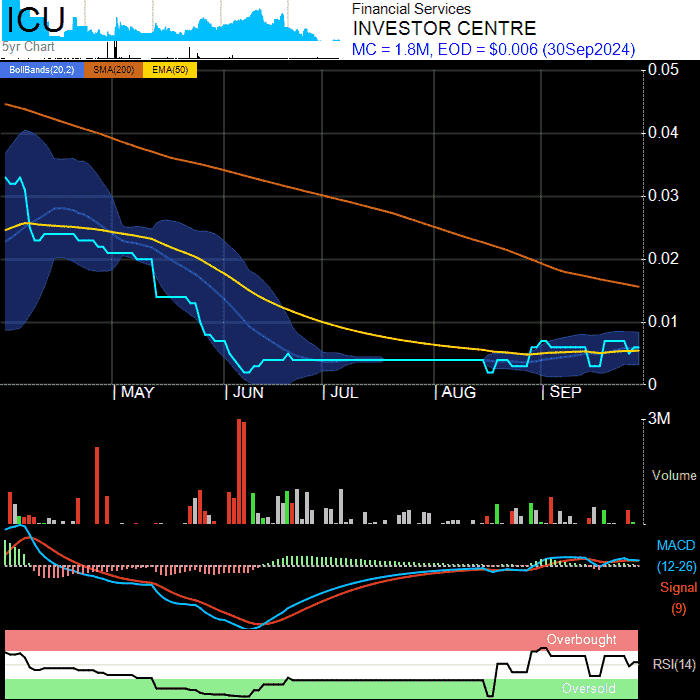 ICU
5yr Chart
Financial Services
INVESTOR CENTRE
MC = 1.8M, EOD = $0.006 (30Sep2024)
BollBands(20,2) SMA(200) EMA(50)
0.05
0.04
0.03
0.02
0.01
0
MAY JUN JUL AUG SEP
3M
Volume
MACD
(12-26)
Signal
(9)
Overbought
RSI(14)
Oversold